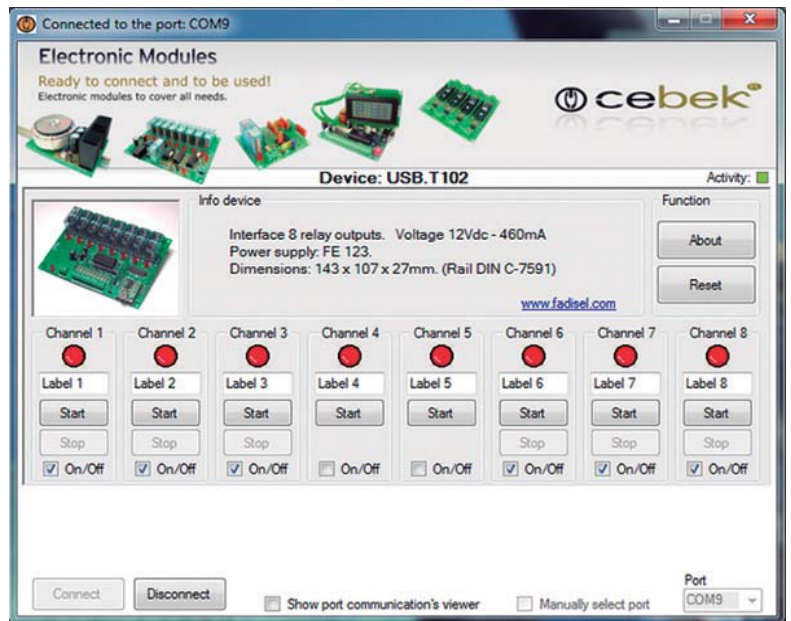 Connected to the port: COM9
Electronic Modules
Ready to connect and to be used!
Electronic modules to cover all needs.
cebek®
Device: USB.T102
Activity:
Info device
Interface 8 relay outputs. Voltage 12Vdc - 460mA
Power supply: FE 123.
Dimensions: 143 x 107 x 27mm. (Rail DIN C-7591)
www.fadisel.com
Function
About
Reset
Channel 1 Channel 2 Channel 3 Channel 4 Channel 5 Channel 6 Channel 7 Channel 8
Label 1 Label 2 Label 3 Label 4 Label 5 Label 6 Label 7 Label 8
Start Start Start Start Start Start Start Start
Stop Stop Stop Stop Stop Stop
On/Off On/Off On/Off On/Off On/Off On/Off On/Off On/Off
Connect Disconnect Show port communication's viewer Manually select port
Port
COM9